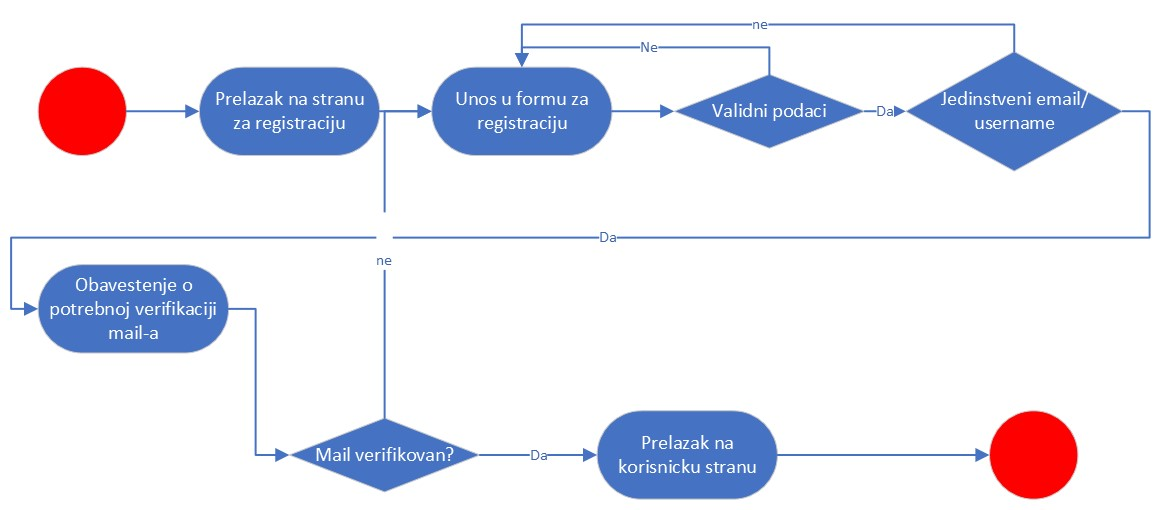 ne
Ne
Prelazak na stranu
za registraciju
Unos u formu za
registraciju
Validni podaci
Da
Jedinstveni email/
username
Da
ne
Obavestenje o
potrebnoj verifikaciji
mail-a
Mail verifikovan?
Da
Prelazak na
korisnicku stranu